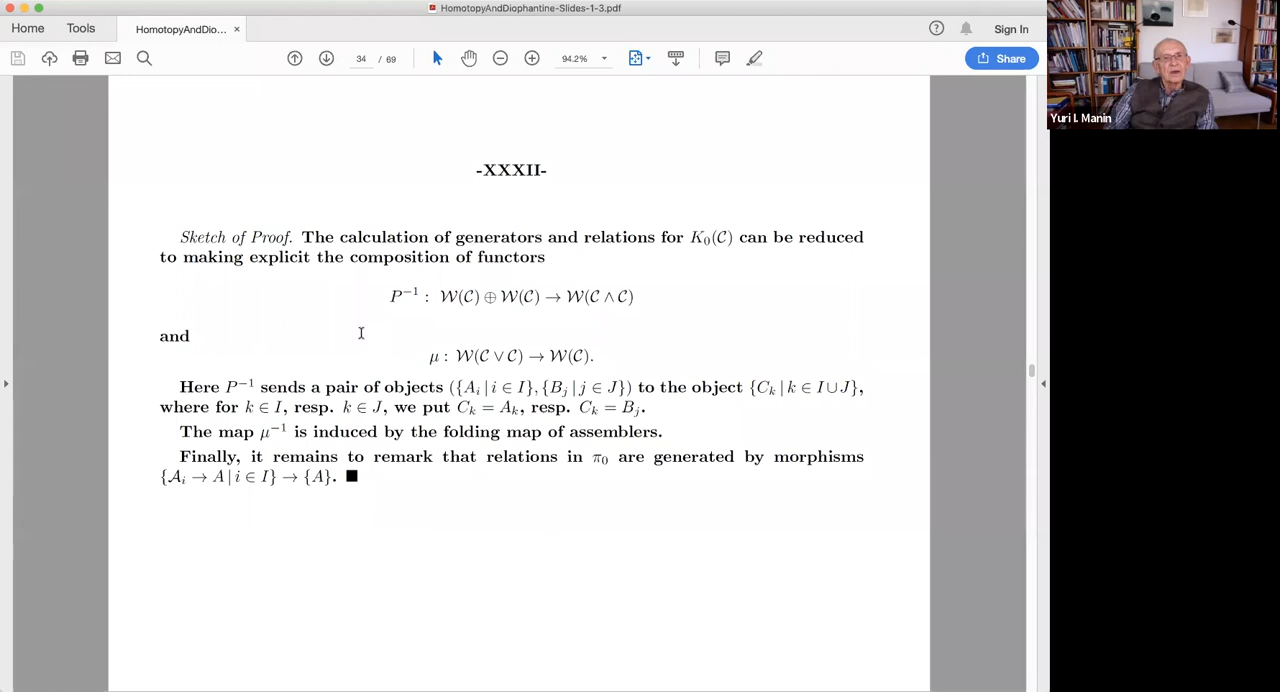 HomotopyAndDiophantine-Slides-1-3.pdf
Home Tools HomotopyAndDio... × Sign In
34 / 69 94.2% Share
Yuri I. Manin
-XXXII-
Sketch of Proof. The calculation of generators and relations for K₀(𝒞) can be reduced
to making explicit the composition of functors
P⁻¹ : 𝒲(𝒞) ⊕ 𝒲(𝒞) → 𝒲(𝒞 ∧ 𝒞)
and
μ : 𝒲(𝒞 ∨ 𝒞) → 𝒲(𝒞).
Here P⁻¹ sends a pair of objects ({A_i | i ∈ I}, {B_j | j ∈ J}) to the object {C_k | k ∈ I ∪ J},
where for k ∈ I, resp. k ∈ J, we put C_k = A_k, resp. C_k = B_j.
The map μ⁻¹ is induced by the folding map of assemblers.
Finally, it remains to remark that relations in π₀ are generated by morphisms
{𝒜_i → A | i ∈ I} → {A}. ■